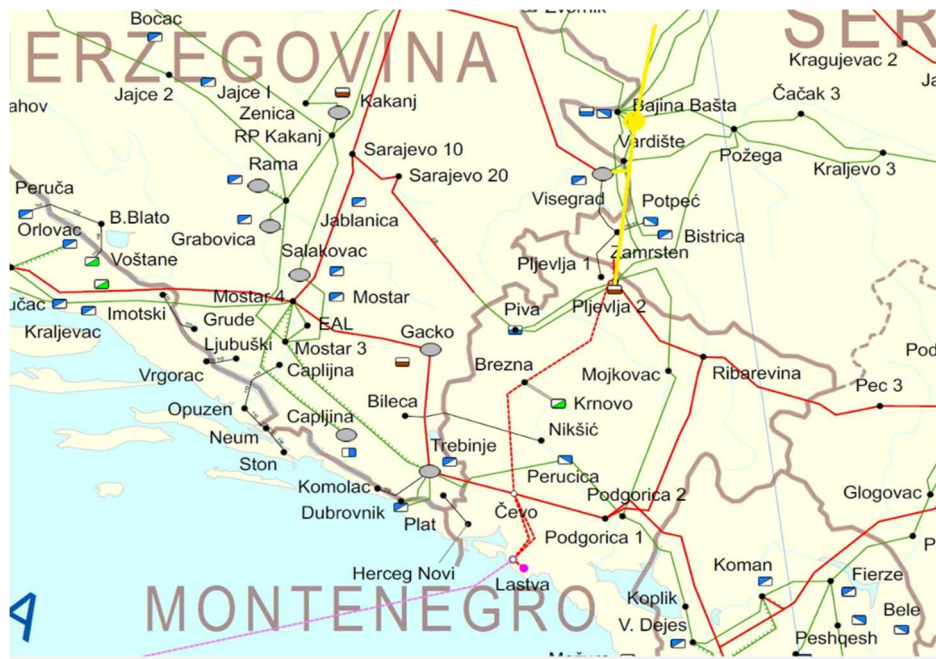 Zvornik
Bocac
ERZEGOVINA
SER
Kragujevac 2
Ja
Jajce 2
Jajce I
Zenica
Kakanj
Bajina Bašta
Čačak 3
ahov
RP Kakanj
Vardište
Požega
Kraljevo 3
Rama
Sarajevo 10
Sarajevo 20
Peruča
Visegrad
Potpeć
B.Blato
Jablanica
Orlovac
Grabovica
Bistrica
Voštane
Salakovac
Zamrsten
Pljevlja 1
učac
Imotski
Mostar 4
Mostar
Piva
Pljevlja 2
Kraljevac
Grude
EAL
Gacko
Ljubuški
Mostar 3
Brezna
Pod
Vrgorac
Caplijna
Mojkovac
Ribarevina
Pec 3
Opuzen
Capljina
Bileca
Krnovo
Neum
Nikšić
Ston
Trebinje
Perucica
Komolac
Podgorica 2
Glogovac
Dubrovnik
Plat
Čevo
Podgorica 1
P
Herceg Novi
Lastva
Koman
Fierze
A
MONTENEGRO
Koplik
Bele
V. Dejes
Peshqesh